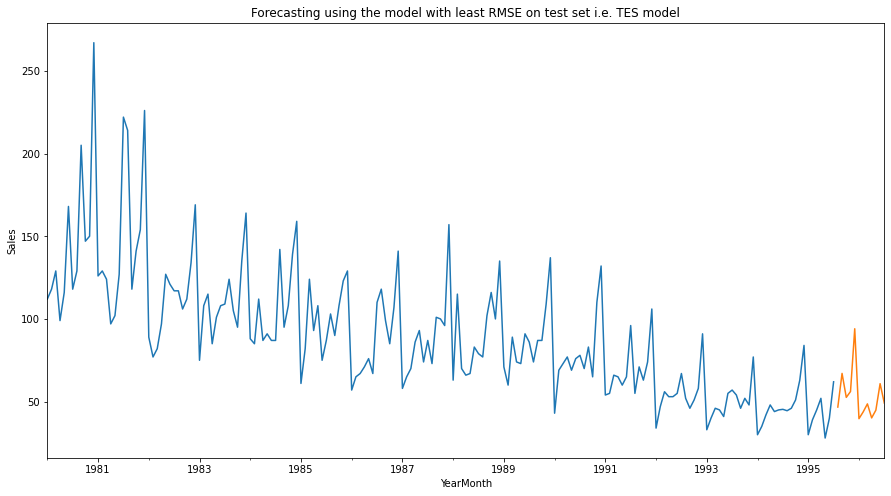 Forecasting using the model with least RMSE on test set i.e. TES model
250
200
150
100
50
Sales
1981 1983 1985 1987 1989 1991 1993 1995
YearMonth